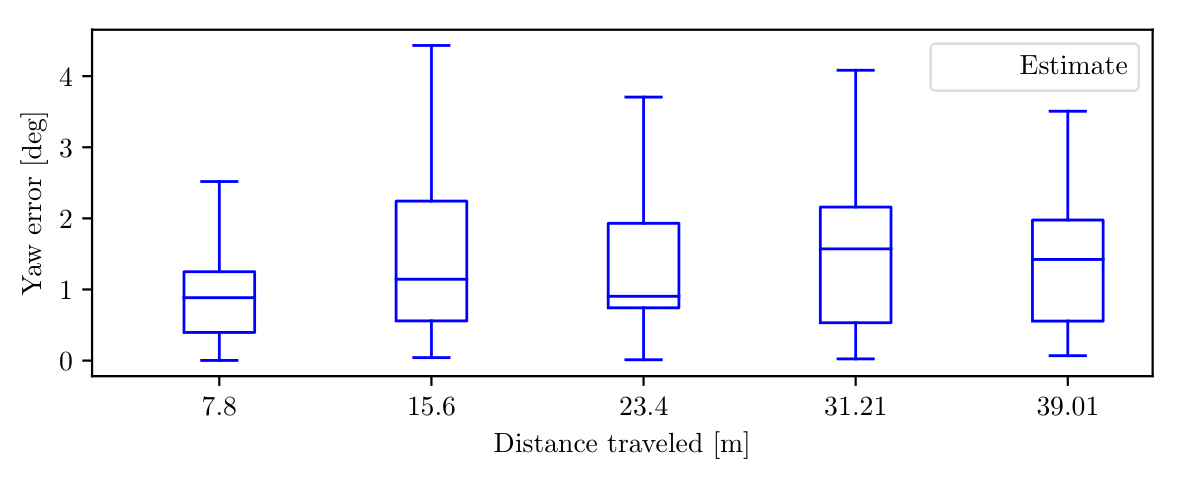 Estimate
Yaw error [deg]
4
3
2
1
0
7.8 15.6 23.4 31.21 39.01
Distance traveled [m]